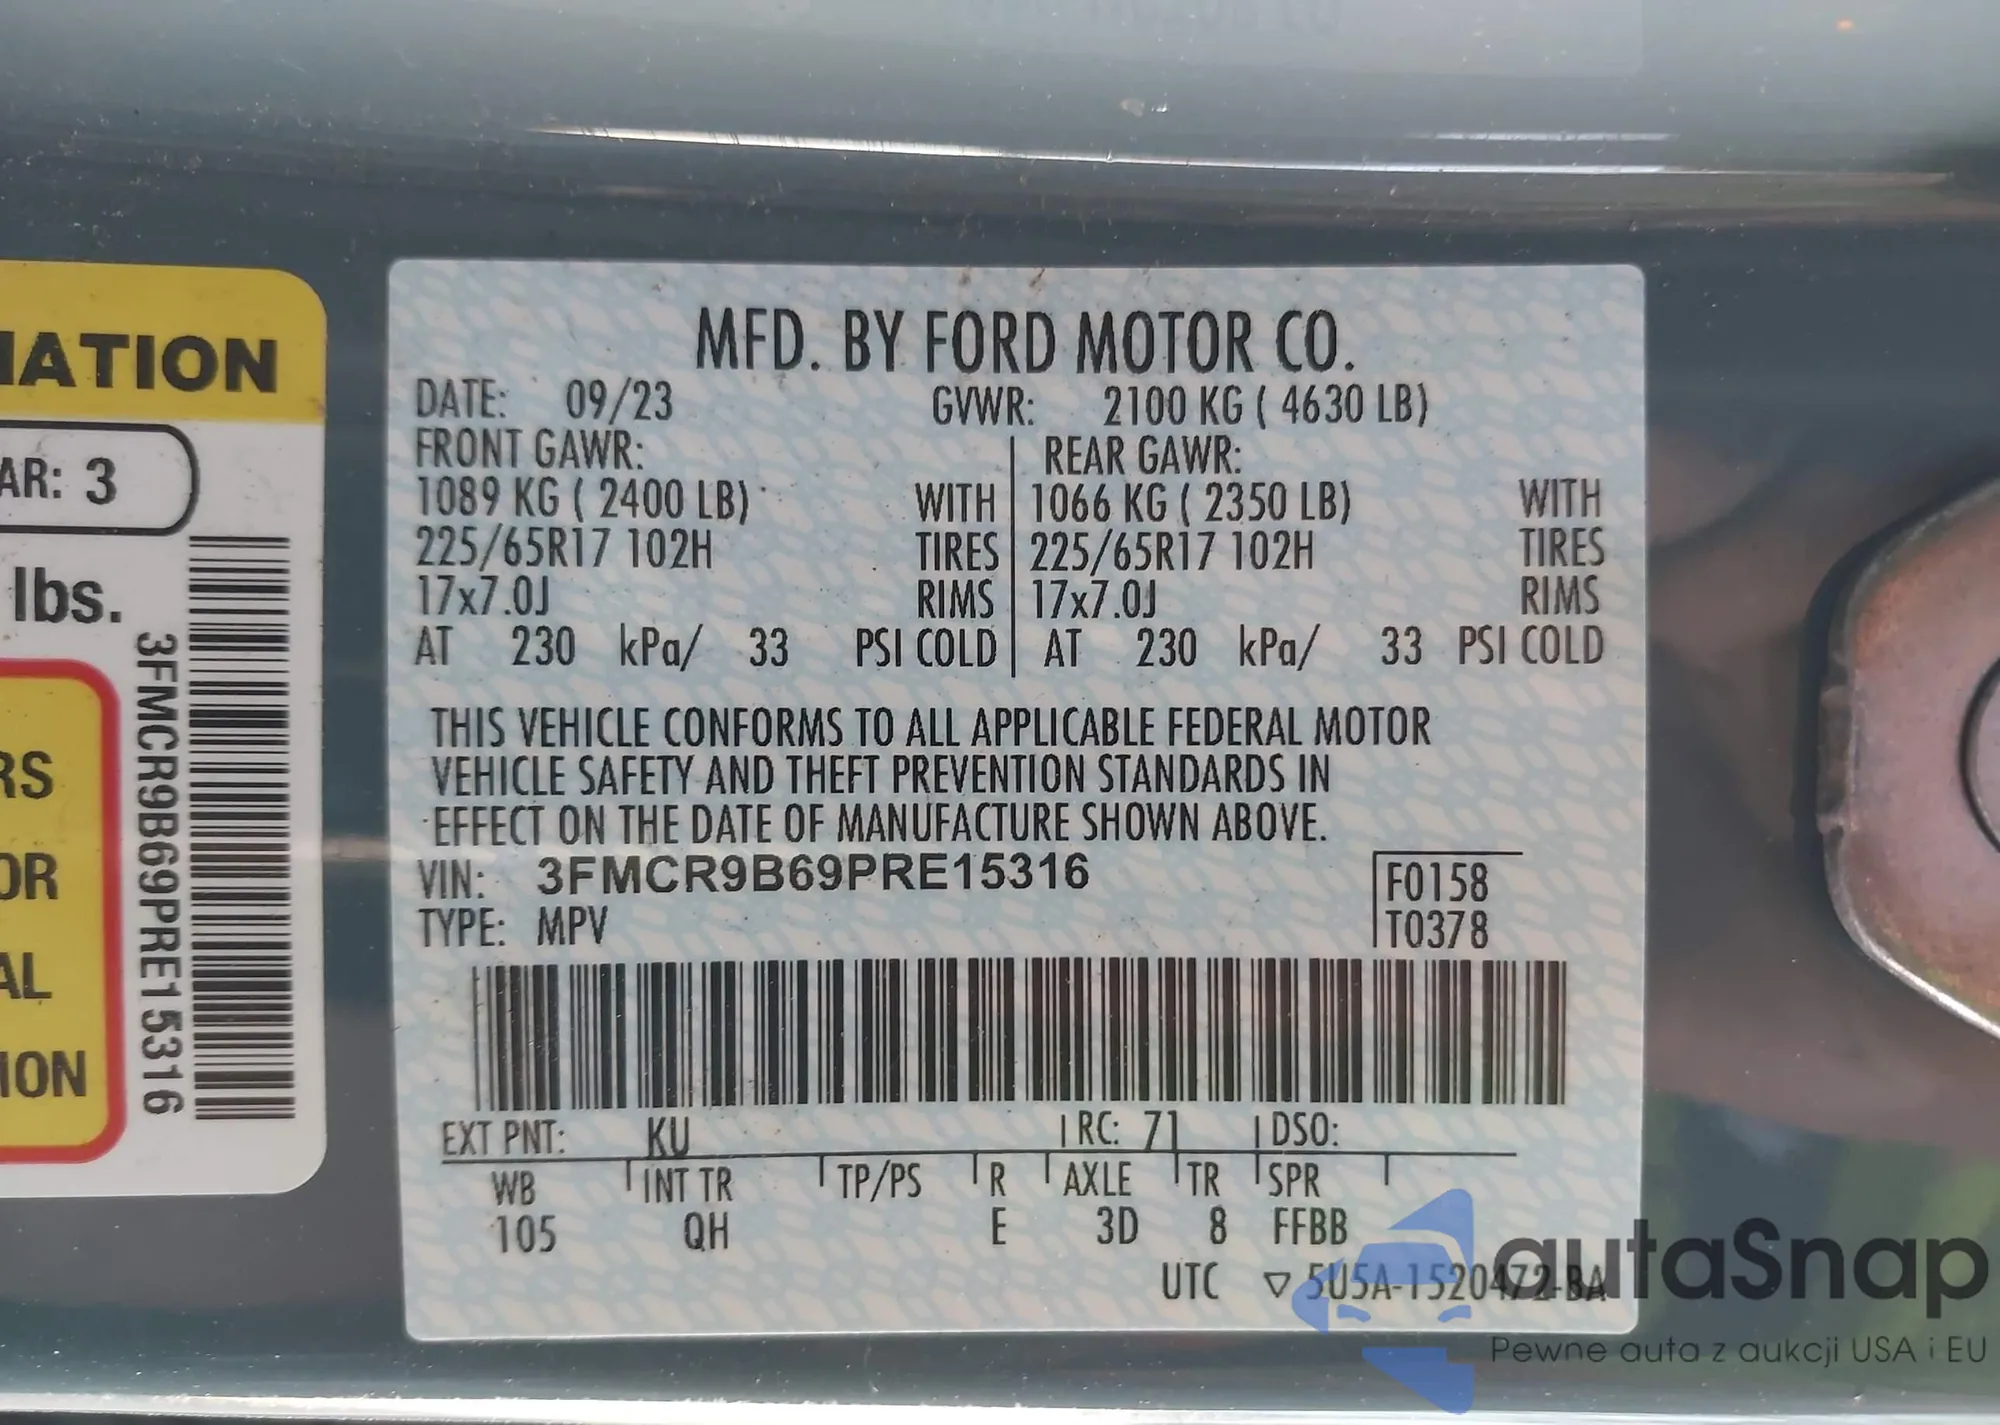 MATION
AR: 3
lbs.
RS
OR
AL
ION
3FMCR9B69PRE15316
MFD. BY FORD MOTOR CO.
DATE: 09/23 GVWR: 2100 KG ( 4630 LB)
FRONT GAWR: REAR GAWR:
1089 KG ( 2400 LB) WITH 1066 KG ( 2350 LB) WITH
225/65R17 102H TIRES 225/65R17 102H TIRES
17x7.0J RIMS 17x7.0J RIMS
AT 230 kPa/ 33 PSI COLD AT 230 kPa/ 33 PSI COLD
THIS VEHICLE CONFORMS TO ALL APPLICABLE FEDERAL MOTOR
VEHICLE SAFETY AND THEFT PREVENTION STANDARDS IN
EFFECT ON THE DATE OF MANUFACTURE SHOWN ABOVE.
VIN: 3FMCR9B69PRE15316 F0158
TYPE: MPV T0378
EXT PNT: KU RC: 71 DSO:
WB INT TR TP/PS R AXLE TR SPR
105 QH E 3D 8 FFBB
UTC ▽ 5U5A-1520472-BA
autaSnap
Pewne auta z aukcji USA i EU